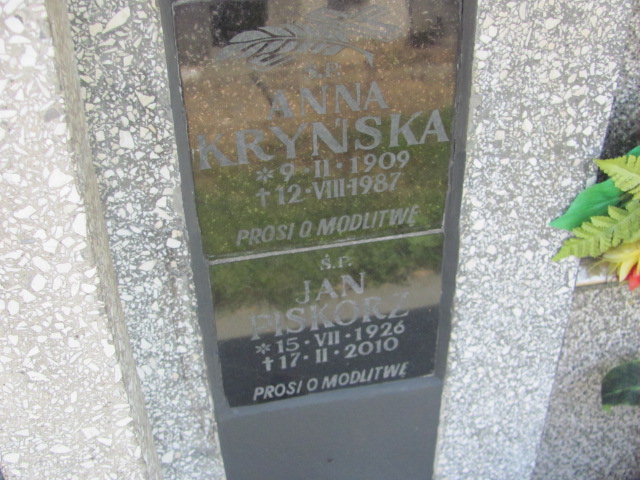 Ś.P.
ANNA
KRYŃSKA
* 9 · II · 1909
† 12 · VIII · 1987
PROSI O MODLITWĘ
Ś.P.
JAN
PISKORZ
* 15 · VII · 1926
† 17 · II · 2010
PROSI O MODLITWĘ